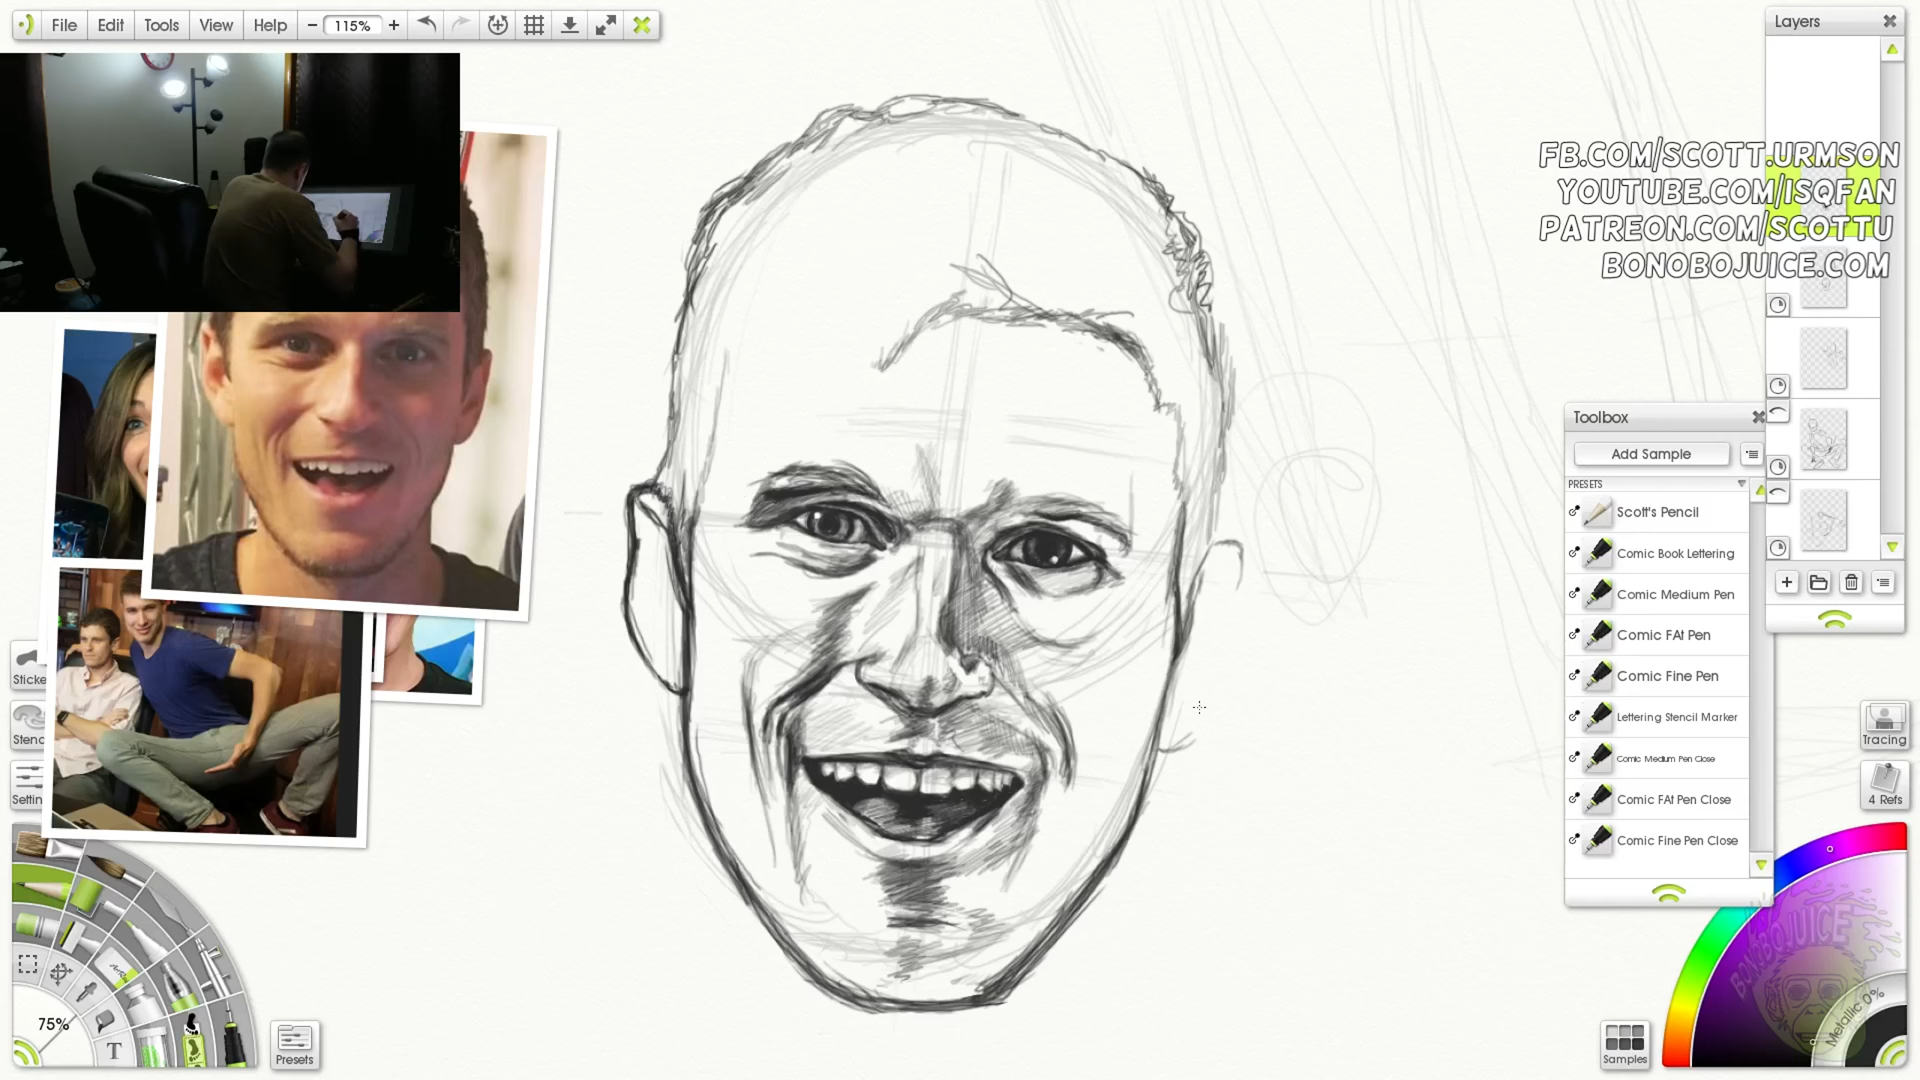 File Edit Tools View Help − 115% +
Layers
FB.COM/SCOTT.URMSON
YOUTUBE.COM/ISQFAN
PATREON.COM/SCOTTU
BONOBOJUICE.COM
Toolbox
Add Sample
PRESETS
Scott's Pencil
Comic Book Lettering
Comic Medium Pen
Comic FAt Pen
Comic Fine Pen
Lettering Stencil Marker
Comic Medium Pen Close
Comic FAt Pen Close
Comic Fine Pen Close
Sticke
Stenc
Settin
Tracing
4 Refs
75%
T
Presets
Samples
BONOBOJUICE
Metallic 0%